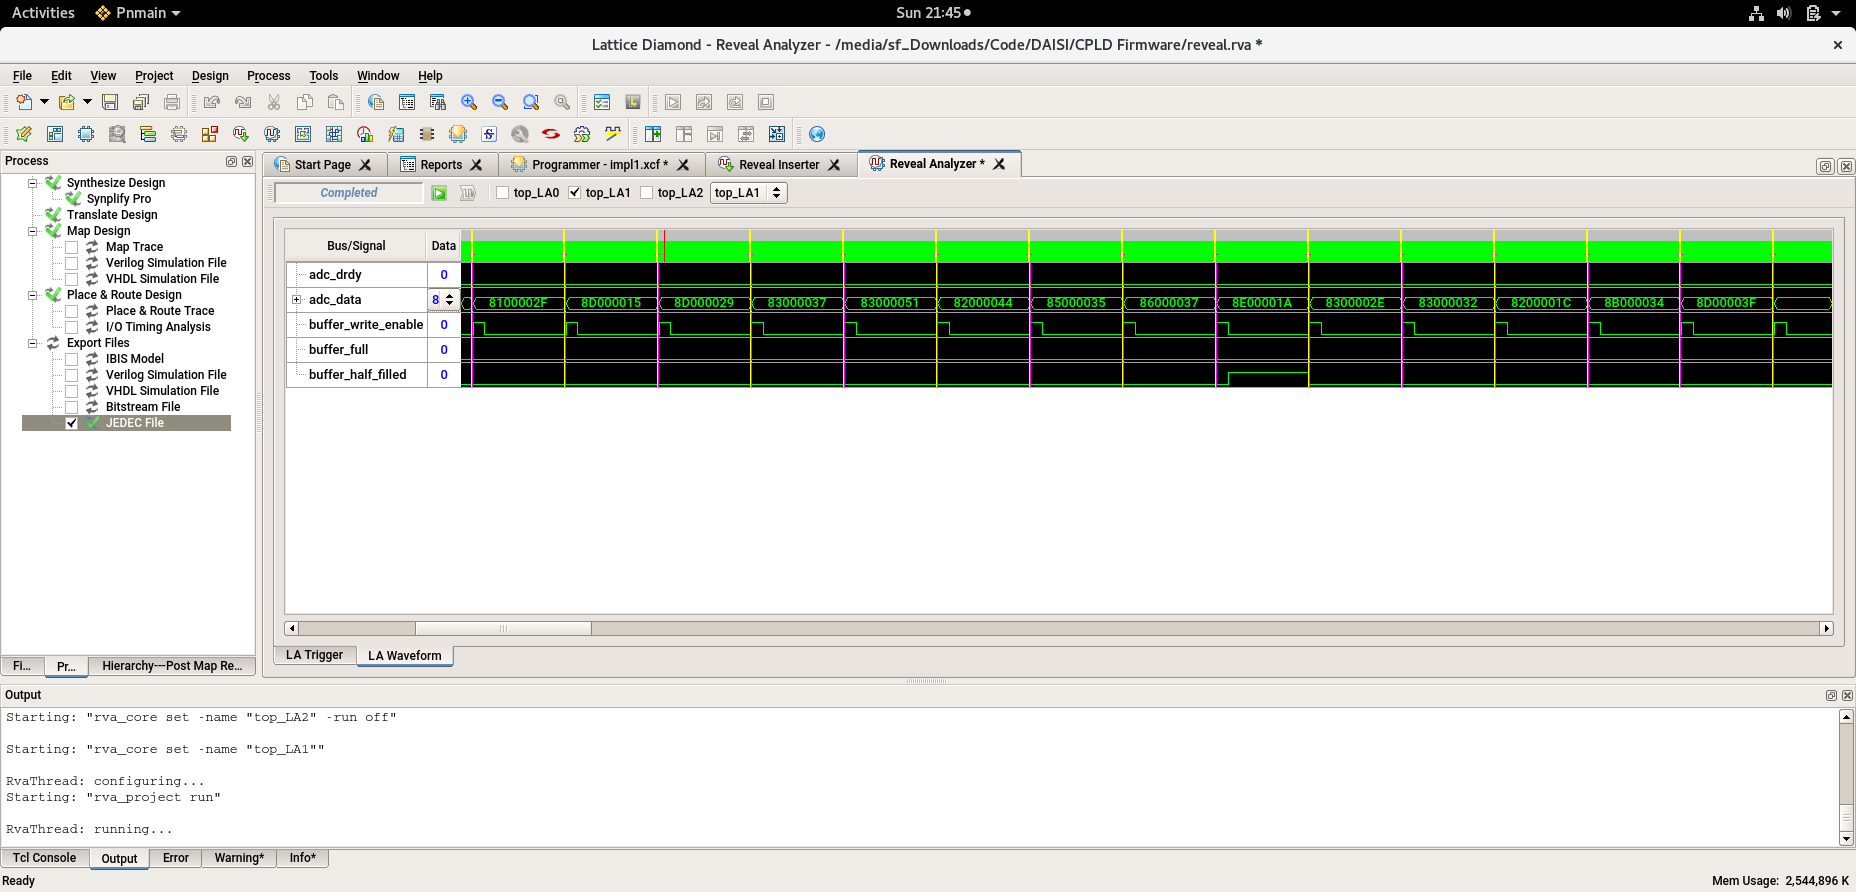 Activities Pnmain Sun 21:45
Lattice Diamond - Reveal Analyzer - /media/sf_Downloads/Code/DAISI/CPLD Firmware/reveal.rva *
File Edit View Project Design Process Tools Window Help
Process
Synthesize Design
Synplify Pro
Translate Design
Map Design
Map Trace
Verilog Simulation File
VHDL Simulation File
Place & Route Design
Place & Route Trace
I/O Timing Analysis
Export Files
IBIS Model
Verilog Simulation File
VHDL Simulation File
Bitstream File
JEDEC File
Fi... Pr... Hierarchy---Post Map Re...
Start Page Reports Programmer - impl1.xcf * Reveal Inserter Reveal Analyzer *
Completed top_LA0 top_LA1 top_LA2 top_LA1
Bus/Signal Data
adc_drdy 0
adc_data 8 8100002F 8D000015 8D000029 83000037 83000051 82000044 85000035 86000037 8E00001A 8300002E 83000032 8200001C 8B000034 8D00003F
buffer_write_enable 0
buffer_full 0
buffer_half_filled 0
LA Trigger LA Waveform
Output
Starting: "rva_core set -name "top_LA2" -run off"
Starting: "rva_core set -name "top_LA1""
RvaThread: configuring...
Starting: "rva_project run"
RvaThread: running...
Tcl Console Output Error Warning* Info*
Ready Mem Usage: 2,544,896 K